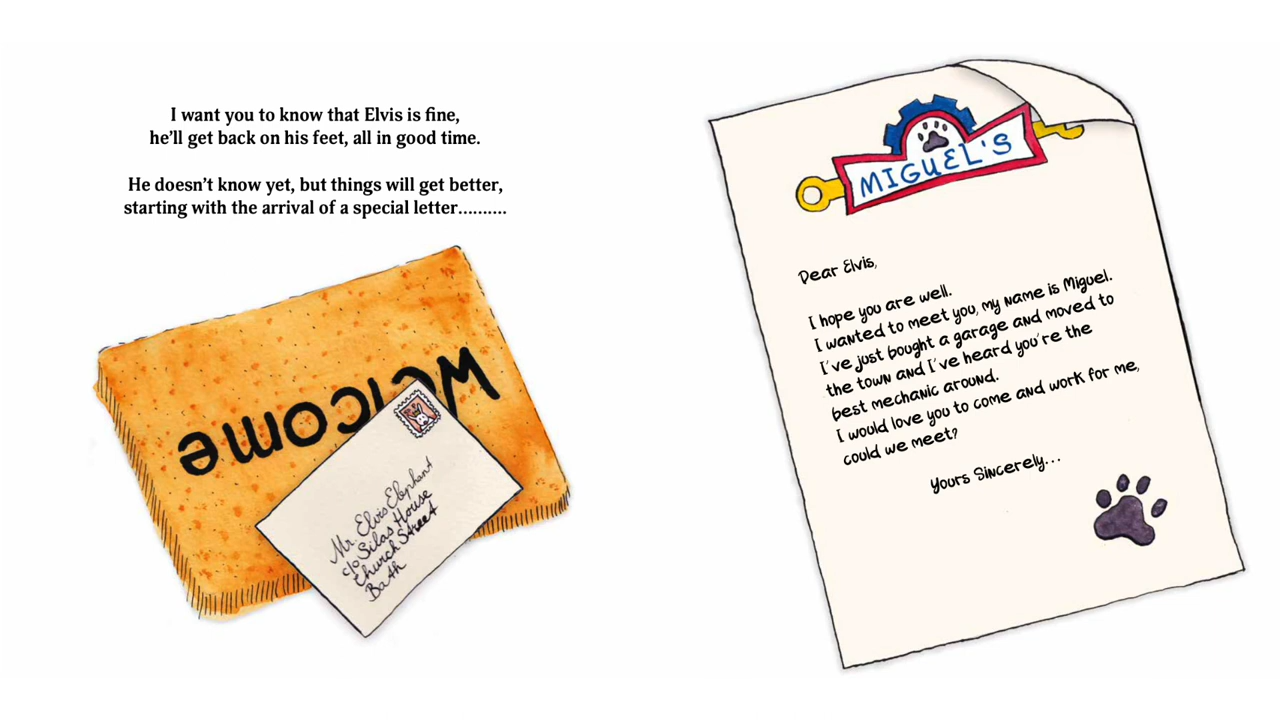 I want you to know that Elvis is fine,
he'll get back on his feet, all in good time.
He doesn't know yet, but things will get better,
starting with the arrival of a special letter..........
Welcome
Mr. Elvis Elephant
c/o Silas House
Church Street
Bath
MIGUEL'S
Dear Elvis,
I hope you are well.
I wanted to meet you, my name is Miguel.
I've just bought a garage and moved to
the town and I've heard you're the
best mechanic around.
I would love you to come and work for me,
could we meet?
Yours Sincerely...